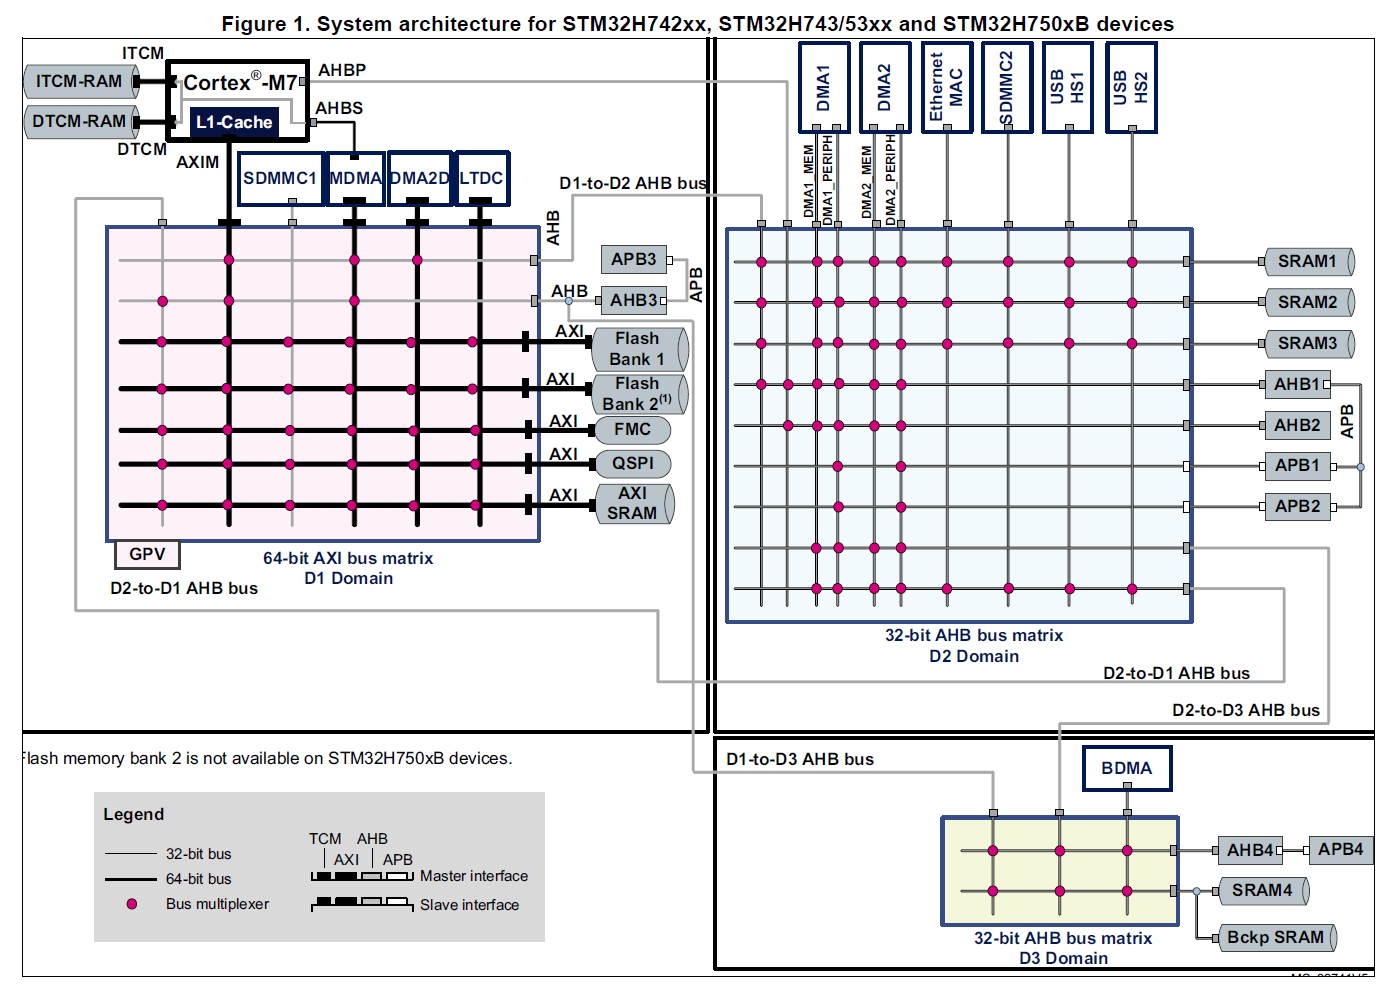 Figure 1. System architecture for STM32H742xx, STM32H743/53xx and STM32H750xB devices
ITCM
ITCM-RAM
Cortex®-M7
AHBP
DTCM-RAM
L1-Cache
AHBS
DTCM
AXIM
SDMMC1
MDMA
DMA2D
LTDC
D1-to-D2 AHB bus
AHB
APB3
AHB
AHB3
APB
AXI
Flash
Bank 1
AXI
Flash
Bank 2(1)
AXI
FMC
AXI
QSPI
AXI
AXI
SRAM
GPV
64-bit AXI bus matrix
D1 Domain
D2-to-D1 AHB bus
DMA1
DMA2
Ethernet
MAC
SDMMC2
USB
HS1
USB
HS2
DMA1_MEM
DMA1_PERIPH
DMA2_MEM
DMA2_PERIPH
SRAM1
SRAM2
SRAM3
AHB1
AHB2
APB
APB1
APB2
32-bit AHB bus matrix
D2 Domain
D2-to-D1 AHB bus
D2-to-D3 AHB bus
Flash memory bank 2 is not available on STM32H750xB devices.
D1-to-D3 AHB bus
BDMA
AHB4
APB4
SRAM4
Bckp SRAM
32-bit AHB bus matrix
D3 Domain
Legend
32-bit bus
64-bit bus
Bus multiplexer
TCM
AHB
AXI
APB
Master interface
Slave interface